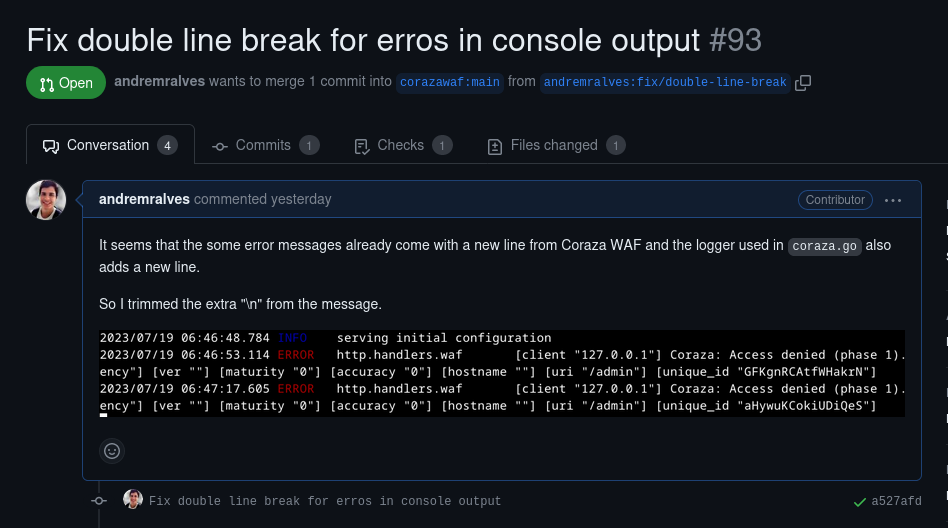 Fix double line break for erros in console output #93
Open andremralves wants to merge 1 commit into corazawaf:main from andremralves:fix/double-line-break
Conversation 4 Commits 1 Checks 1 Files changed 1
andremralves commented yesterday Contributor
It seems that the some error messages already come with a new line from Coraza WAF and the logger used in coraza.go also
adds a new line.
So I trimmed the extra "\n" from the message.
2023/07/19 06:46:48.784 INFO serving initial configuration
2023/07/19 06:46:53.114 ERROR http.handlers.waf [client "127.0.0.1"] Coraza: Access denied (phase 1).
ency"] [ver ""] [maturity "0"] [accuracy "0"] [hostname ""] [uri "/admin"] [unique_id "GFKgnRCAtfWHakrN"]
2023/07/19 06:47:17.605 ERROR http.handlers.waf [client "127.0.0.1"] Coraza: Access denied (phase 1).
ency"] [ver ""] [maturity "0"] [accuracy "0"] [hostname ""] [uri "/admin"] [unique_id "aHywuKCokiUDiQeS"]
Fix double line break for erros in console output a527afd